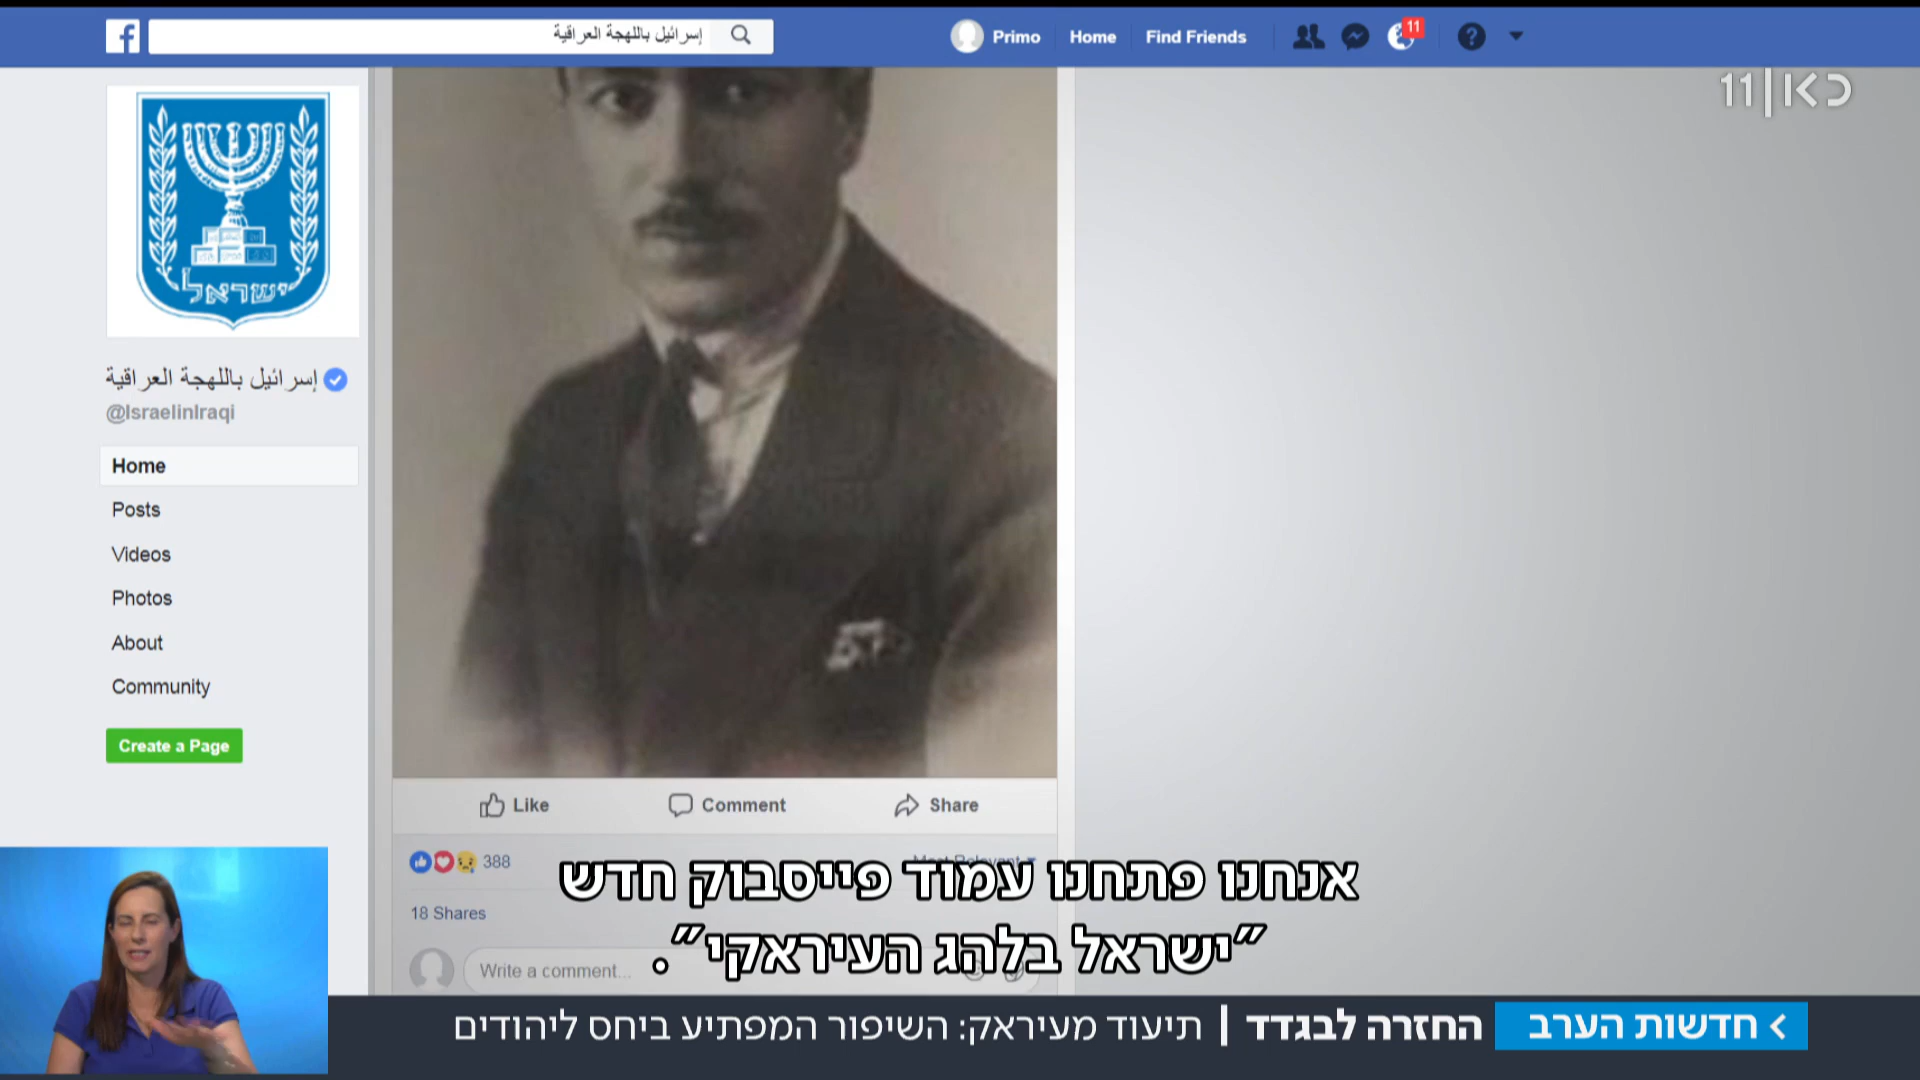 إسرائيل باللهجة العراقية
Primo
Home
Find Friends
11
?
כאן 11
ישראל
إسرائيل باللهجة العراقية
@IsraelinIraqi
Home
Posts
Videos
Photos
About
Community
Create a Page
Like
Comment
Share
388
Most Relevant
18 Shares
Write a comment...
אנחנו פתחנו עמוד פייסבוק חדש
"ישראל בלהג העיראקי".
חדשות הערב
החזרה לבגדד | תיעוד מעיראק: השיפור המפתיע ביחס ליהודים